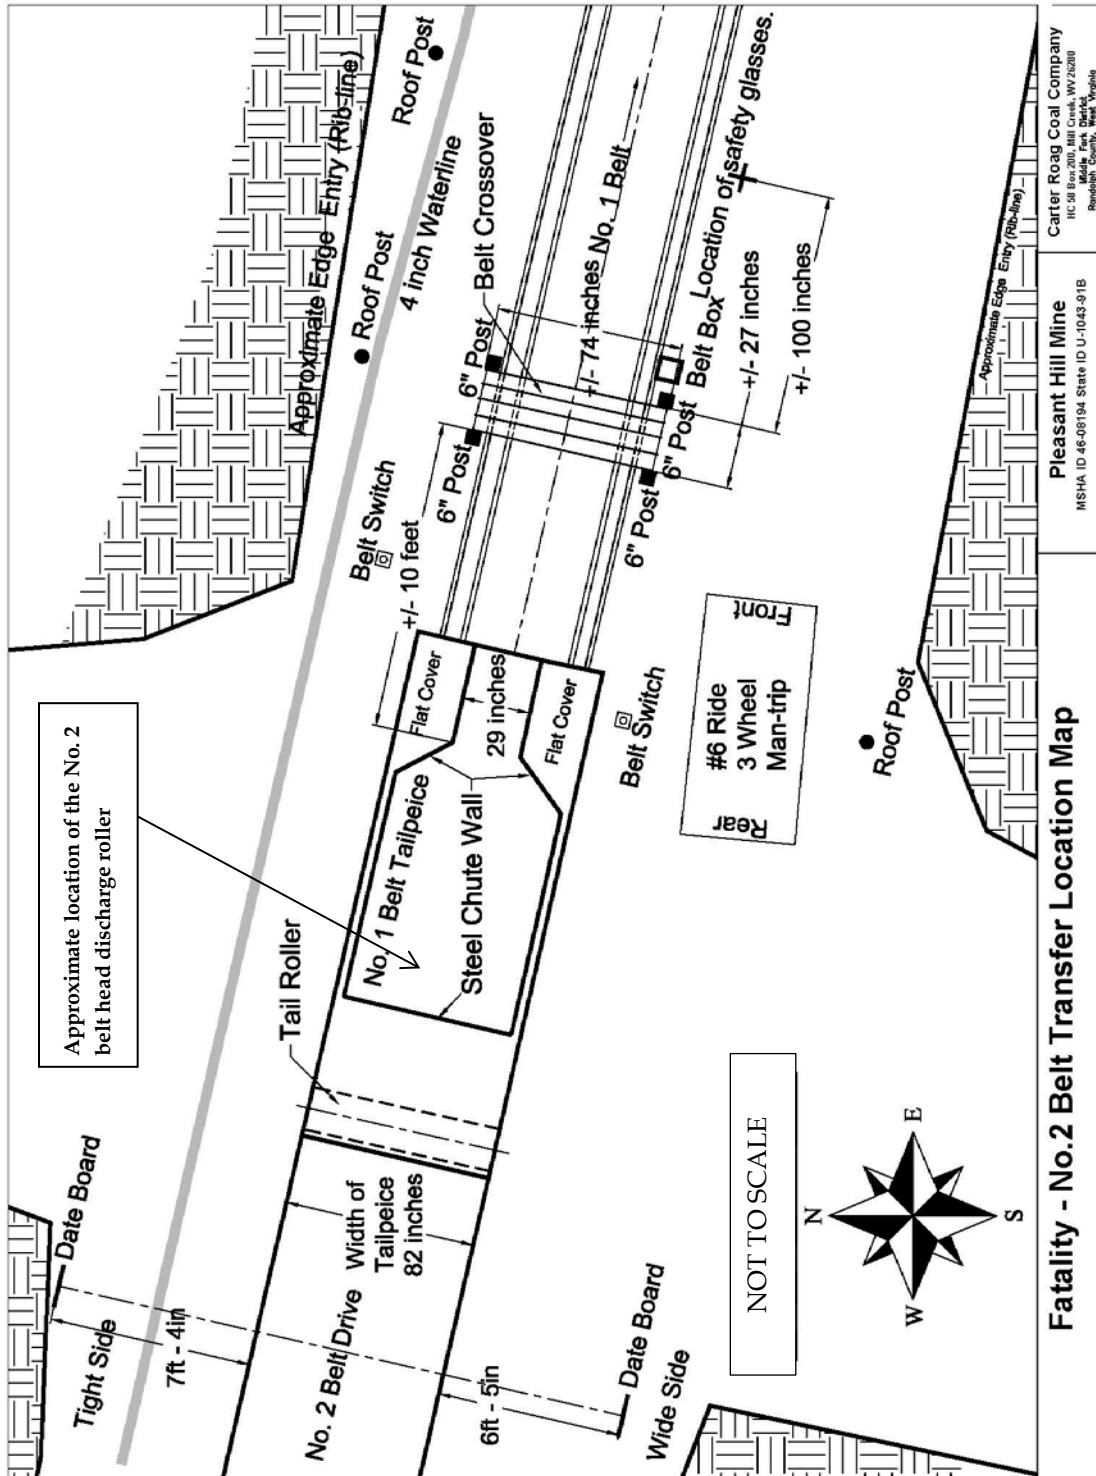 Approximate location of the No. 2
belt head discharge roller
Approximate Edge Entry (Rib-line)
Roof Post
Roof Post
4 inch Waterline
Belt Crossover
6" Post
6" Post
+/- 74 inches
No. 1 Belt
Location of safety glasses.
Belt Box
6" Post
6" Post
+/- 27 inches
+/- 100 inches
Belt Switch
+/- 10 feet
Flat Cover
29 inches
Flat Cover
Belt Switch
No. 1 Belt Tailpeice
Steel Chute Wall
Tail Roller
#6 Ride
3 Wheel
Man-trip
Front
Rear
Roof Post
Approximate Edge Entry (Rib-line)
Date Board
Tight Side
7ft - 4in
Width of
Tailpeice
82 inches
No. 2 Belt Drive
6ft - 5in
Date Board
Wide Side
NOT TO SCALE
N
E
S
W
Fatality - No.2 Belt Transfer Location Map
Pleasant Hill Mine
MSHA ID 46-08194 State ID U-1043-91B
Carter Roag Coal Company
HC 58 Box 200, Mill Creek, WV 26280
Middle Fork District
Randolph County, West Virginia